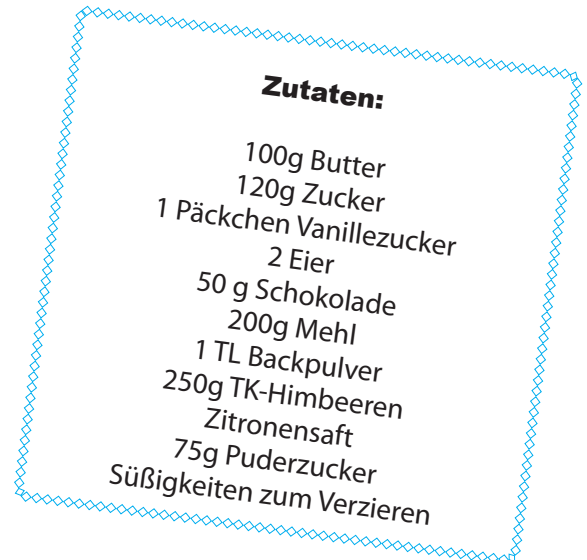 Zutaten:
100g Butter
120g Zucker
1 Päckchen Vanillezucker
2 Eier
50 g Schokolade
200g Mehl
1 TL Backpulver
250g TK-Himbeeren
Zitronensaft
75g Puderzucker
Süßigkeiten zum Verzieren